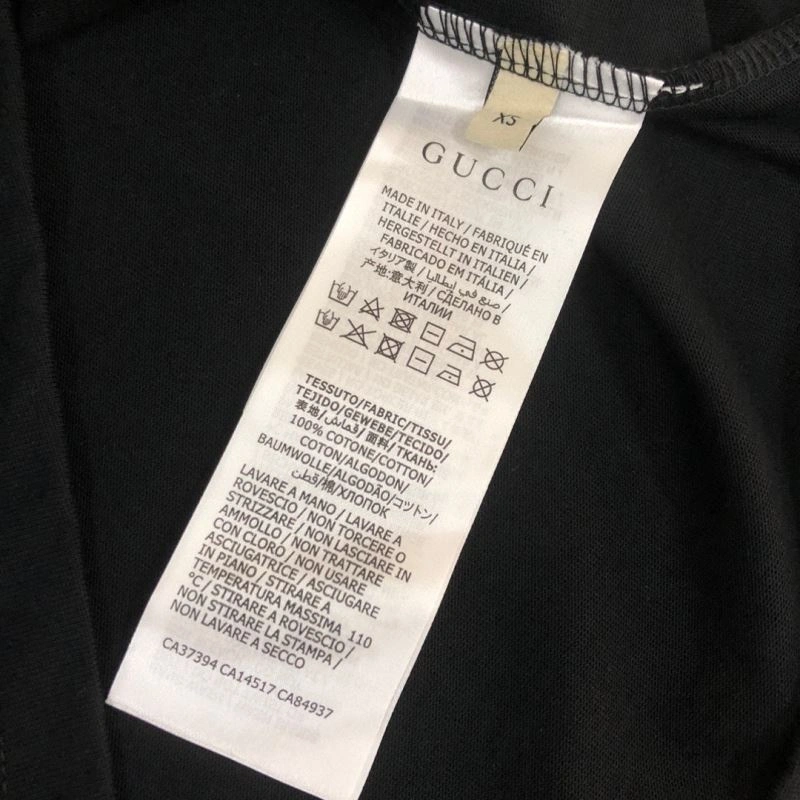 XS
GUCCI
MADE IN ITALY / FABRIQUÉ EN
ITALIE / HECHO EN ITALIA /
HERGESTELLT IN ITALIEN /
FABRICADO EM ITÁLIA /
イタリア製 / صنع في إيطاليا /
产地:意大利 / СДЕЛАНО В
ИТАЛИИ
TESSUTO/FABRIC/TISSU/
TEJIDO/GEWEBE/TECIDO/
表地/قماش/面料/ТКАНЬ:
100% COTONE/COTTON/
COTON/ALGODON/
BAUMWOLLE/ALGODÃO/コットン/
قطن/棉/ХЛОПОК
LAVARE A MANO / LAVARE A
ROVESCIO / NON TORCERE O
STRIZZARE / NON LASCIARE IN
AMMOLLO / NON TRATTARE
CON CLORO / NON USARE
ASCIUGATRICE / ASCIUGARE
IN PIANO / STIRARE A
TEMPERATURA MASSIMA 110
°C/ STIRARE A ROVESCIO /
NON STIRARE LA STAMPA /
NON LAVARE A SECCO
CA37394 CA14517 CA84937